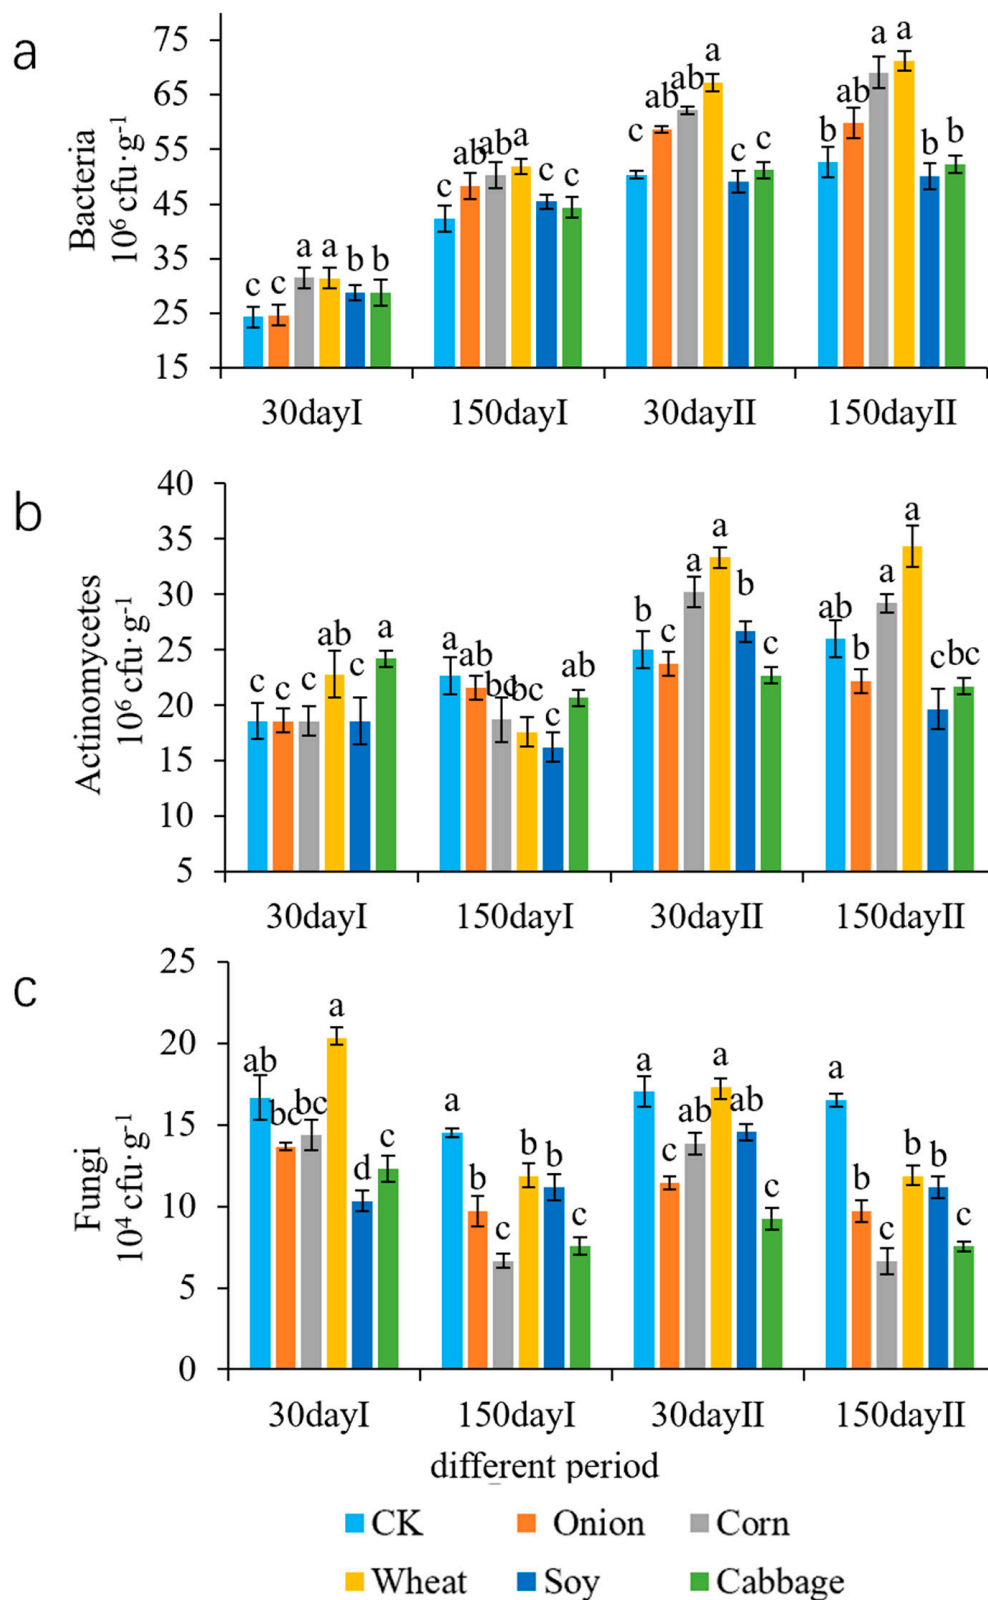 a
Bacteria
10⁶ cfu·g⁻¹
75
65
55
45
35
25
15
c c a a b b
c ab ab a c c
c ab ab a c c
b ab a a b b
30dayI 150dayI 30dayII 150dayII
b
Actinomycetes
10⁶ cfu·g⁻¹
40
35
30
25
20
15
10
5
c c c ab c a
a ab bd bc c ab
b c a a b c
ab b a a c bc
30dayI 150dayI 30dayII 150dayII
c
Fungi
10⁴ cfu·g⁻¹
25
20
15
10
5
0
ab bc bc a d c
a b c b b c
a c ab a ab c
a b c b b c
30dayI 150dayI 30dayII 150dayII
different period
CK Onion Corn
Wheat Soy Cabbage